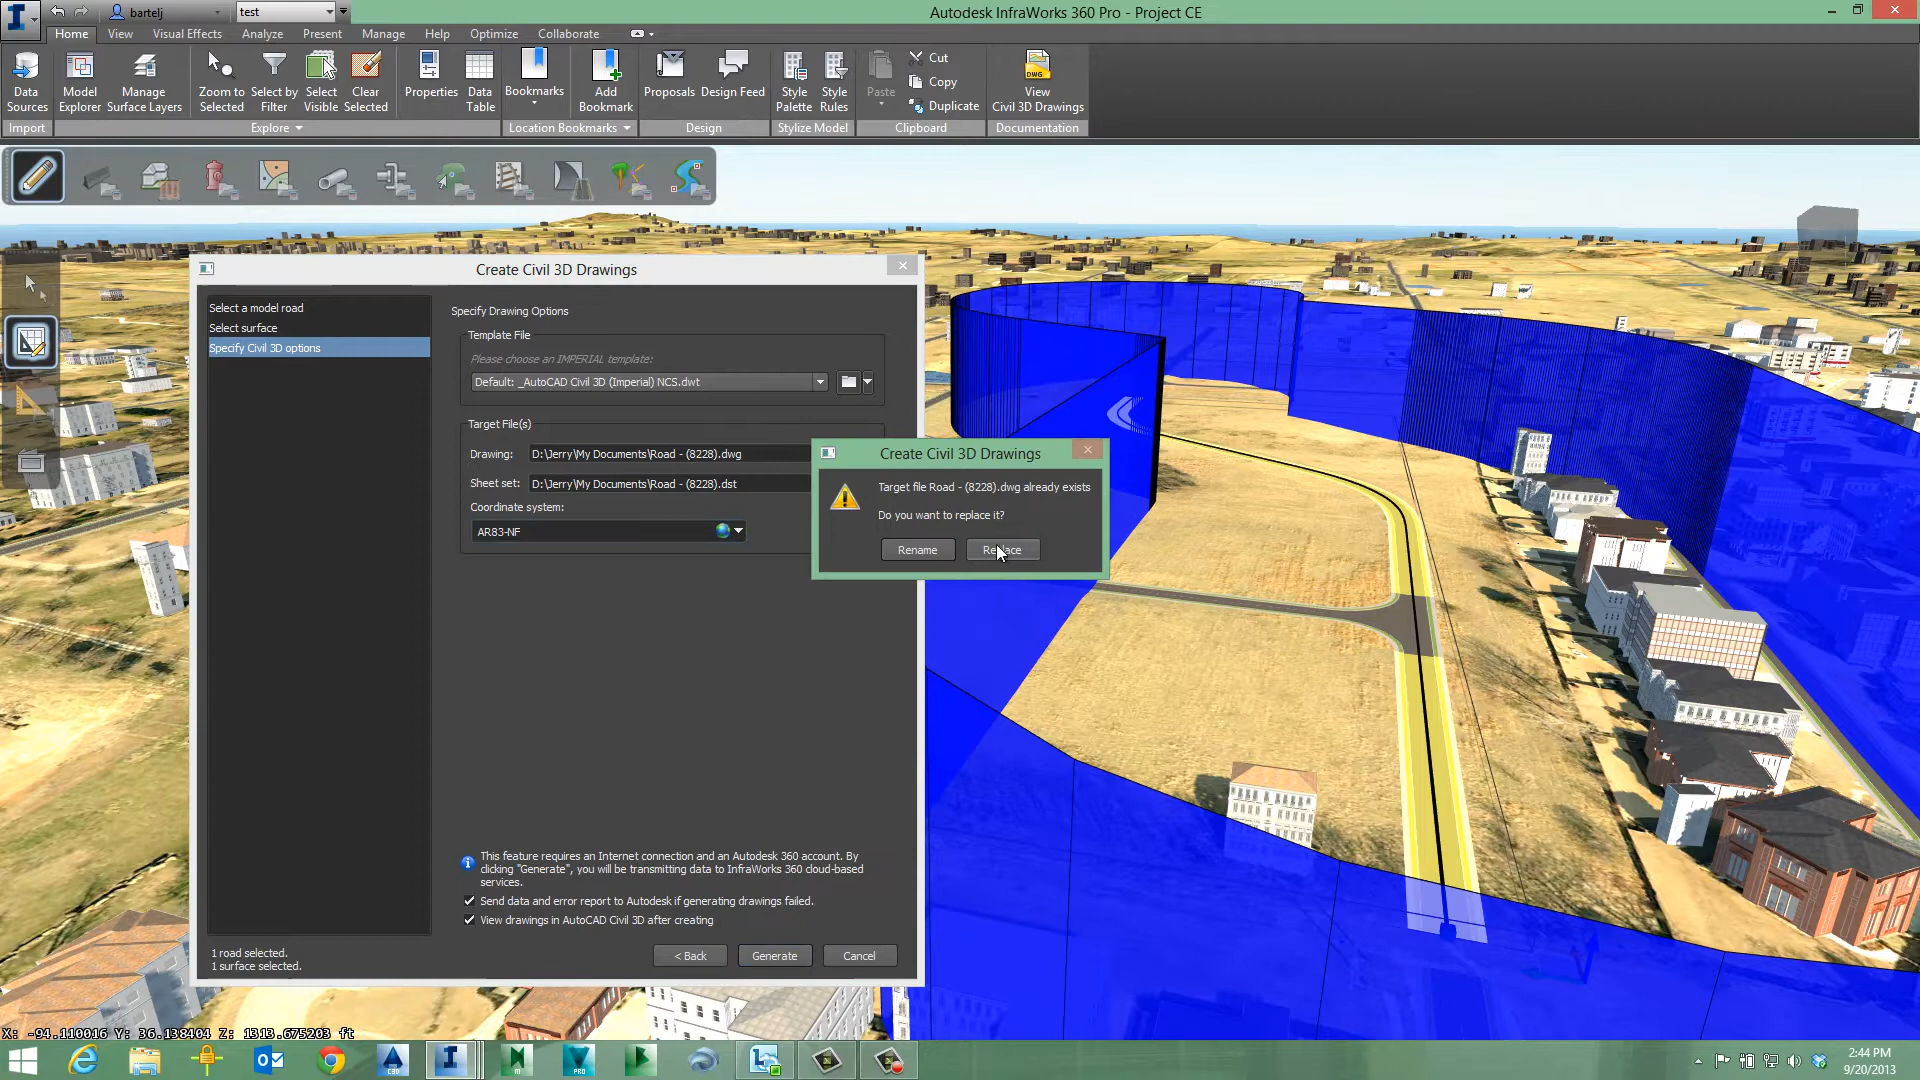 bartelj
test
Autodesk InfraWorks 360 Pro - Project CE
Home View Visual Effects Analyze Present Manage Help Optimize Collaborate
Data Sources
Model Explorer
Manage Surface Layers
Zoom to Selected
Select by Filter
Select Visible
Clear Selected
Properties
Data Table
Bookmarks
Add Bookmark
Proposals
Design Feed
Style Palette
Style Rules
Paste
Cut
Copy
Duplicate
DWG
View Civil 3D Drawings
Import
Explore
Location Bookmarks
Design
Stylize Model
Clipboard
Documentation
Create Civil 3D Drawings
Select a model road
Select surface
Specify Civil 3D options
Specify Drawing Options
Template File
Please choose an IMPERIAL template:
Default: _AutoCAD Civil 3D (Imperial) NCS.dwt
Target File(s)
Drawing: D:\Jerry\My Documents\Road - (8228).dwg
Sheet set: D:\Jerry\My Documents\Road - (8228).dst
Coordinate system:
AR83-NF
Create Civil 3D Drawings
Target file Road - (8228).dwg already exists
Do you want to replace it?
Rename
Replace
This feature requires an Internet connection and an Autodesk 360 account. By
clicking "Generate", you will be transmitting data to InfraWorks 360 cloud-based
services.
Send data and error report to Autodesk if generating drawings failed.
View drawings in AutoCAD Civil 3D after creating
1 road selected.
1 surface selected.
< Back
Generate
Cancel
X: -94.110016 Y: 36.138404 Z: 1313.675203 ft
C3D
PRO
2:44 PM
9/20/2013